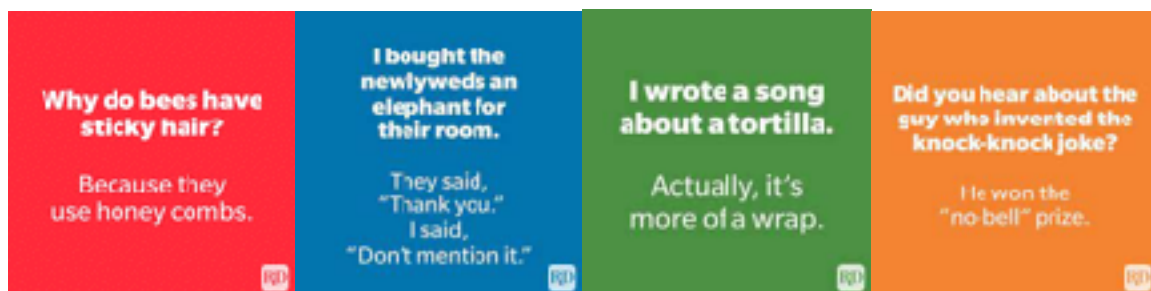 Why do bees have
sticky hair?
Because they
use honey combs.
RD
I bought the
newlyweds an
elephant for
their room.
They said,
“Thank you.”
I said,
“Don't mention it.”
RD
I wrote a song
about a tortilla.
Actually, it's
more of a wrap.
RD
Did you hear about the
guy who invented the
knock-knock joke?
He won the
“no-bell” prize.
RD